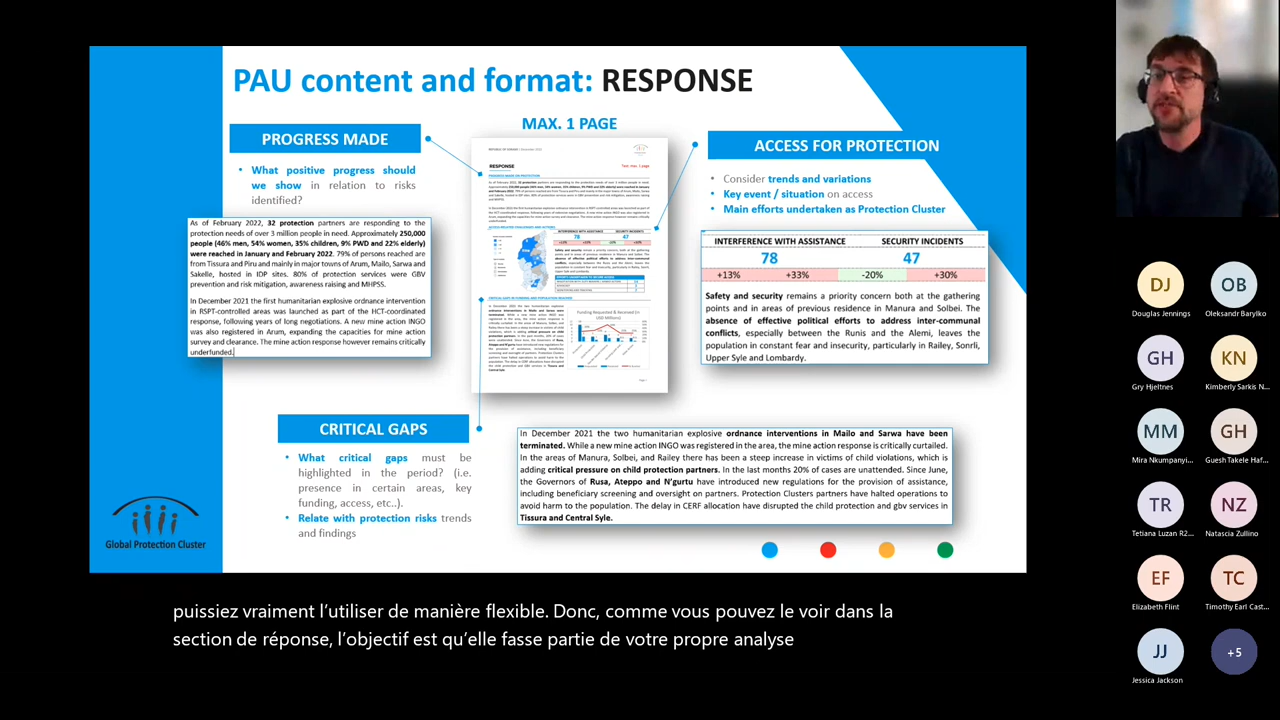 PAU content and format: RESPONSE
MAX. 1 PAGE
PROGRESS MADE
• What positive progress should
we show in relation to risks
identified?
As of February 2022, 32 protection partners are responding to the
protection needs of over 3 million people in need. Approximately 250,000
people (46% men, 54% women, 35% children, 9% PWD and 22% elderly)
were reached in January and February 2022. 79% of persons reached are
from Tissura and Piru and mainly in major towns of Arum, Mailo, Sarwa and
Sakelle, hosted in IDP sites. 80% of protection services were GBV
prevention and risk mitigation, awareness raising and MHPSS.
In December 2021 the first humanitarian explosive ordnance intervention
in RSPT-controlled areas was launched as part of the HCT-coordinated
response, following years of long negotiations. A new mine action INGO
was also registered in Arum, expanding the capacities for mine action
survey and clearance. The mine action response however remains critically
underfunded.
RESPONSE
ACCESS FOR PROTECTION
• Consider trends and variations
• Key event / situation on access
• Main efforts undertaken as Protection Cluster
INTERFERENCE WITH ASSISTANCE SECURITY INCIDENTS
78 47
+13% +33% -20% +30%
Safety and security remains a priority concern both at the gathering
points and in areas of previous residence in Manura and Solbei. The
absence of effective political efforts to address inter-communal
conflicts, especially between the Runis and the Alemi, leaves the
population in constant fear and insecurity, particularly in Railey, Sonrli,
Upper Syle and Lombardy.
CRITICAL GAPS
• What critical gaps must be
highlighted in the period? (i.e.
presence in certain areas, key
funding, access, etc..).
• Relate with protection risks trends
and findings
In December 2021 the two humanitarian explosive ordnance interventions in Mailo and Sarwa have been
terminated. While a new mine action INGO was registered in the area, the mine action response is critically curtailed.
In the areas of Manura, Solbei, and Railey there has been a steep increase in victims of child violations, which is
adding critical pressure on child protection partners. In the last months 20% of cases are unattended. Since June,
the Governors of Rusa, Ateppo and N'gurtu have introduced new regulations for the provision of assistance,
including beneficiary screening and oversight on partners. Protection Clusters partners have halted operations to
avoid harm to the population. The delay in CERF allocation have disrupted the child protection and gbv services in
Tissura and Central Syle.
Global Protection Cluster
puissiez vraiment l'utiliser de manière flexible. Donc, comme vous pouvez le voir dans la
section de réponse, l'objectif est qu'elle fasse partie de votre propre analyse
DJ OB
Douglas Jennings Oleksandr Barylko
GH KN
Gry Hjeltnes Kimberly Sarkis N...
MM GH
Mira Nkumpanyi... Guesh Takele Haf...
TR NZ
Tetiana Luzan R2... Natascia Zullino
EF TC
Elizabeth Flint Timothy Earl Cast...
JJ +5
Jessica Jackson